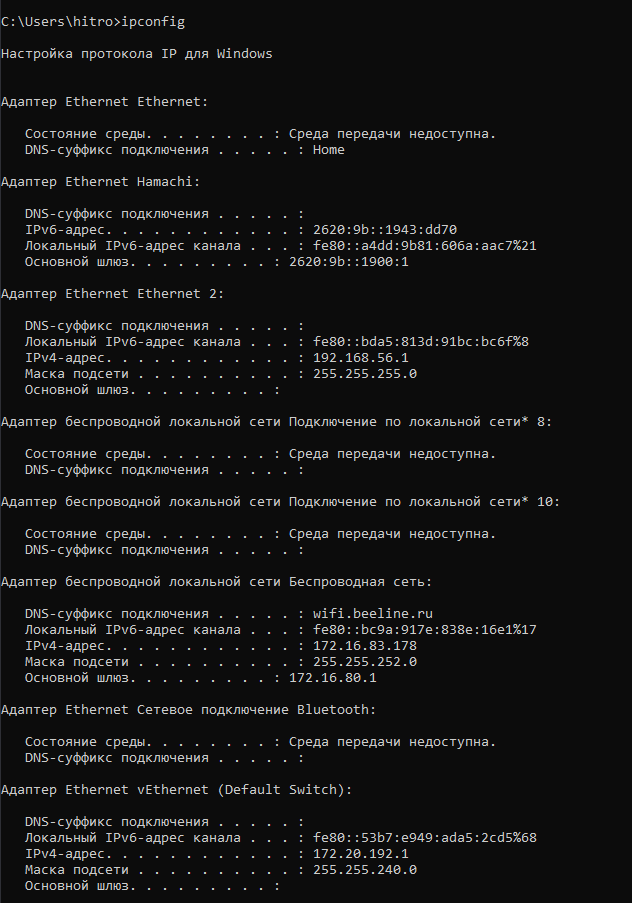 C:\Users\hitro>ipconfig
Настройка протокола IP для Windows
Адаптер Ethernet Ethernet:
Состояние среды. . . . . . . . : Среда передачи недоступна.
DNS-суффикс подключения . . . . . : Home
Адаптер Ethernet Hamachi:
DNS-суффикс подключения . . . . . :
IPv6-адрес. . . . . . . . . . . . : 2620:9b::1943:dd70
Локальный IPv6-адрес канала . . . : fe80::a4dd:9b81:606a:aac7%21
Основной шлюз. . . . . . . . . : 2620:9b::1900:1
Адаптер Ethernet Ethernet 2:
DNS-суффикс подключения . . . . . :
Локальный IPv6-адрес канала . . . : fe80::bda5:813d:91bc:bc6f%8
IPv4-адрес. . . . . . . . . . . . : 192.168.56.1
Маска подсети . . . . . . . . . . : 255.255.255.0
Основной шлюз. . . . . . . . . :
Адаптер беспроводной локальной сети Подключение по локальной сети* 8:
Состояние среды. . . . . . . . : Среда передачи недоступна.
DNS-суффикс подключения . . . . . :
Адаптер беспроводной локальной сети Подключение по локальной сети* 10:
Состояние среды. . . . . . . . : Среда передачи недоступна.
DNS-суффикс подключения . . . . . :
Адаптер беспроводной локальной сети Беспроводная сеть:
DNS-суффикс подключения . . . . . : wifi.beeline.ru
Локальный IPv6-адрес канала . . . : fe80::bc9a:917e:838e:16e1%17
IPv4-адрес. . . . . . . . . . . . : 172.16.83.178
Маска подсети . . . . . . . . . . : 255.255.252.0
Основной шлюз. . . . . . . . . : 172.16.80.1
Адаптер Ethernet Сетевое подключение Bluetooth:
Состояние среды. . . . . . . . : Среда передачи недоступна.
DNS-суффикс подключения . . . . . :
Адаптер Ethernet vEthernet (Default Switch):
DNS-суффикс подключения . . . . . :
Локальный IPv6-адрес канала . . . : fe80::53b7:e949:ada5:2cd5%68
IPv4-адрес. . . . . . . . . . . . : 172.20.192.1
Маска подсети . . . . . . . . . . : 255.255.240.0
Основной шлюз. . . . . . . . . :